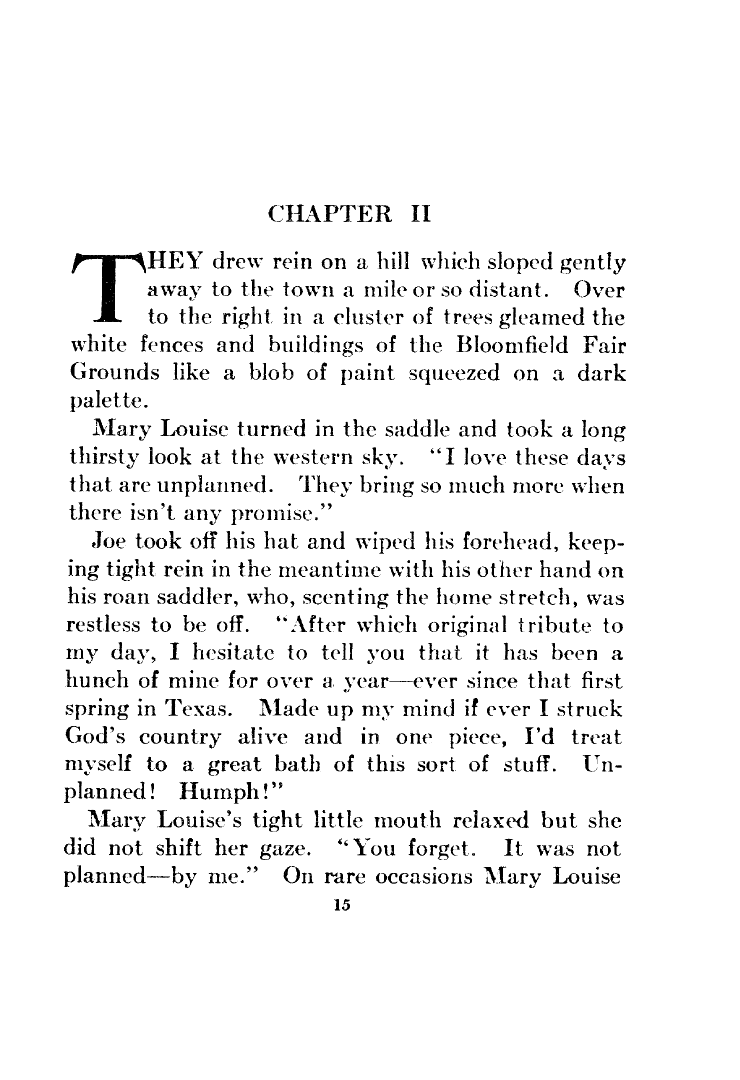 CHAPTER II
THEY drew rein on a hill which sloped gently
away to the town a mile or so distant. Over
to the right in a cluster of trees gleamed the
white fences and buildings of the Bloomfield Fair
Grounds like a blob of paint squeezed on a dark
palette.
Mary Louise turned in the saddle and took a long
thirsty look at the western sky. "I love these days
that are unplanned. They bring so much more when
there isn't any promise."
Joe took off his hat and wiped his forehead, keep-
ing tight rein in the meantime with his other hand on
his roan saddler, who, scenting the home stretch, was
restless to be off. "After which original tribute to
my day, I hesitate to tell you that it has been a
hunch of mine for over a year—ever since that first
spring in Texas. Made up my mind if ever I struck
God's country alive and in one piece, I'd treat
myself to a great bath of this sort of stuff. Un-
planned! Humph!"
Mary Louise's tight little mouth relaxed but she
did not shift her gaze. "You forget. It was not
planned—by me." On rare occasions Mary Louise
15